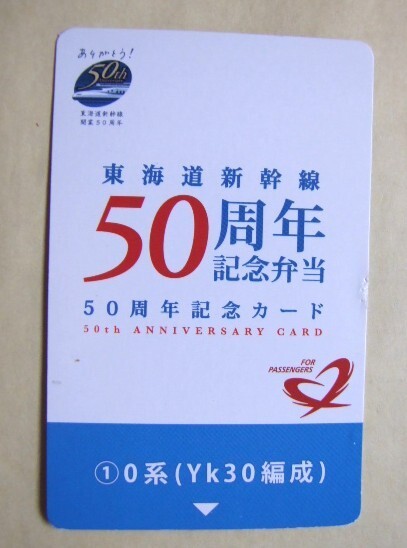 ありがとう!
50th
東海道新幹線
開業50周年
東海道新幹線
50周年
記念弁当
50周年記念カード
50th ANNIVERSARY CARD
FOR
PASSENGERS
①0系(Yk30編成)